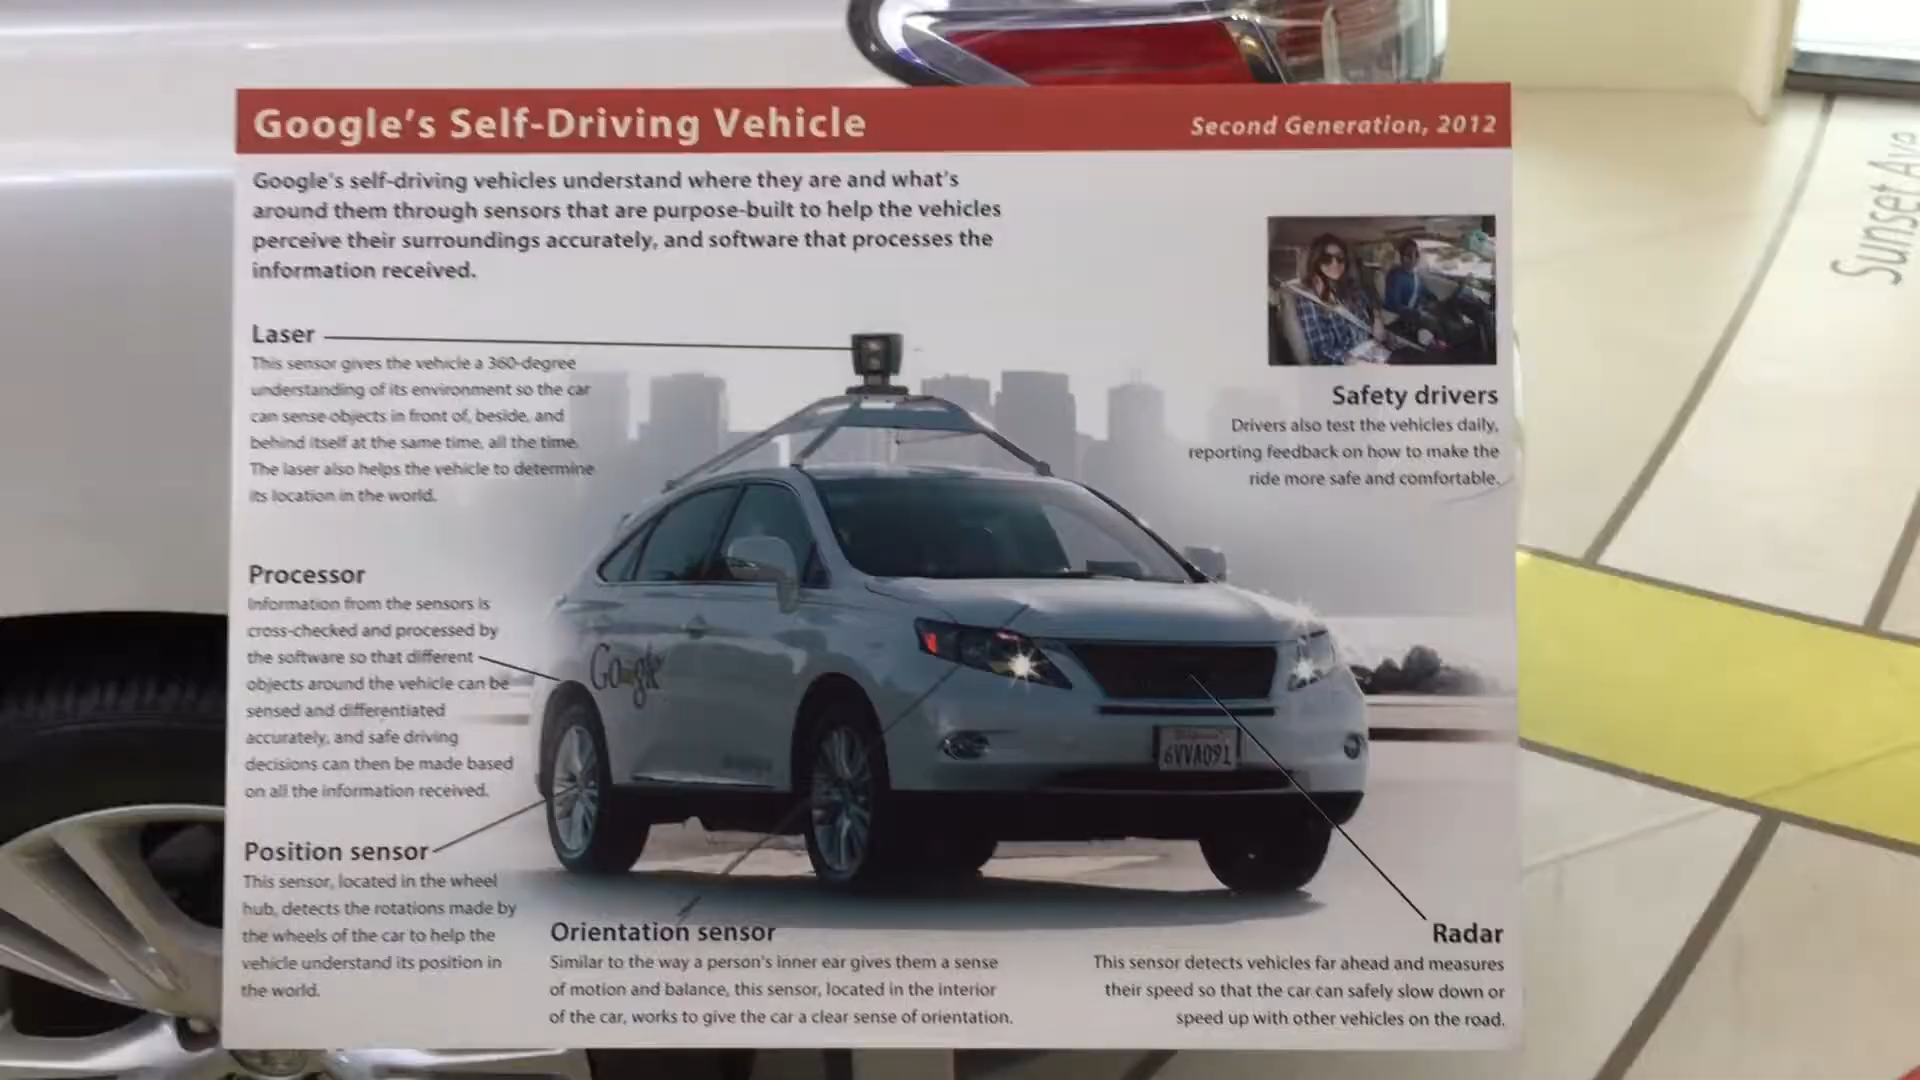 Google's Self-Driving Vehicle
Second Generation, 2012
Google's self-driving vehicles understand where they are and what's
around them through sensors that are purpose-built to help the vehicles
perceive their surroundings accurately, and software that processes the
information received.
Laser
This sensor gives the vehicle a 360-degree
understanding of its environment so the car
can sense objects in front of, beside, and
behind itself at the same time, all the time.
The laser also helps the vehicle to determine
its location in the world.
Safety drivers
Drivers also test the vehicles daily,
reporting feedback on how to make the
ride more safe and comfortable.
Processor
Information from the sensors is
cross-checked and processed by
the software so that different
objects around the vehicle can be
sensed and differentiated
accurately, and safe driving
decisions can then be made based
on all the information received.
Google
6VVA091
Position sensor
This sensor, located in the wheel
hub, detects the rotations made by
the wheels of the car to help the
vehicle understand its position in
the world.
Orientation sensor
Similar to the way a person's inner ear gives them a sense
of motion and balance, this sensor, located in the interior
of the car, works to give the car a clear sense of orientation.
Radar
This sensor detects vehicles far ahead and measures
their speed so that the car can safely slow down or
speed up with other vehicles on the road.
Sunset Ave